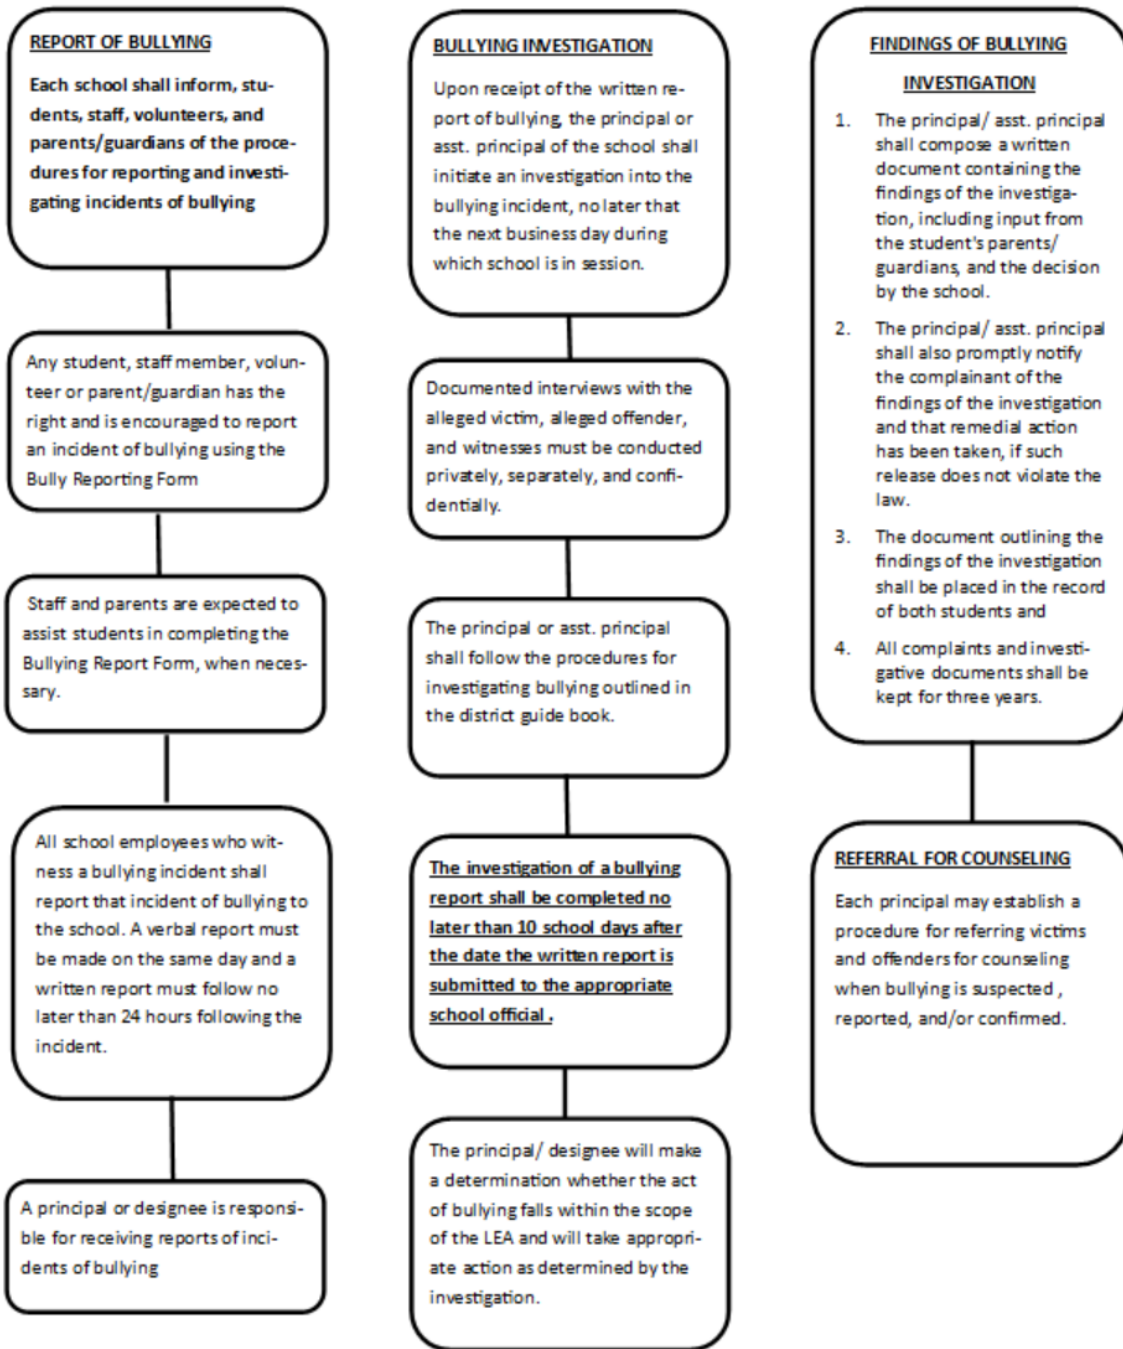 REPORT OF BULLYING
Each school shall inform, stu-
dents, staff, volunteers, and
parents/guardians of the proce-
dures for reporting and investi-
gating incidents of bullying
Any student, staff member, volun-
teer or parent/guardian has the
right and is encouraged to report
an incident of bullying using the
Bully Reporting Form
Staff and parents are expected to
assist students in completing the
Bullying Report Form, when neces-
sary.
All school employees who wit-
ness a bullying incident shall
report that incident of bullying to
the school. A verbal report must
be made on the same day and a
written report must follow no
later than 24 hours following the
incident.
A principal or designee is responsi-
ble for receiving reports of inci-
dents of bullying
BULLYING INVESTIGATION
Upon receipt of the written re-
port of bullying, the principal or
asst. principal of the school shall
initiate an investigation into the
bullying incident, no later that
the next business day during
which school is in session.
Documented interviews with the
alleged victim, alleged offender,
and witnesses must be conducted
privately, separately, and confi-
dentially.
The principal or asst. principal
shall follow the procedures for
investigating bullying outlined in
the district guide book.
The investigation of a bullying
report shall be completed no
later than 10 school days after
the date the written report is
submitted to the appropriate
school official .
The principal/ designee will make
a determination whether the act
of bullying falls within the scope
of the LEA and will take appropri-
ate action as determined by the
investigation.
FINDINGS OF BULLYING
INVESTIGATION
1. The principal/ asst. principal
shall compose a written
document containing the
findings of the investiga-
tion, including input from
the student's parents/
guardians, and the decision
by the school.
2. The principal/ asst. principal
shall also promptly notify
the complainant of the
findings of the investigation
and that remedial action
has been taken, if such
release does not violate the
law.
3. The document outlining the
findings of the investigation
shall be placed in the record
of both students and
4. All complaints and investi-
gative documents shall be
kept for three years.
REFERRAL FOR COUNSELING
Each principal may establish a
procedure for referring victims
and offenders for counseling
when bullying is suspected ,
reported, and/or confirmed.